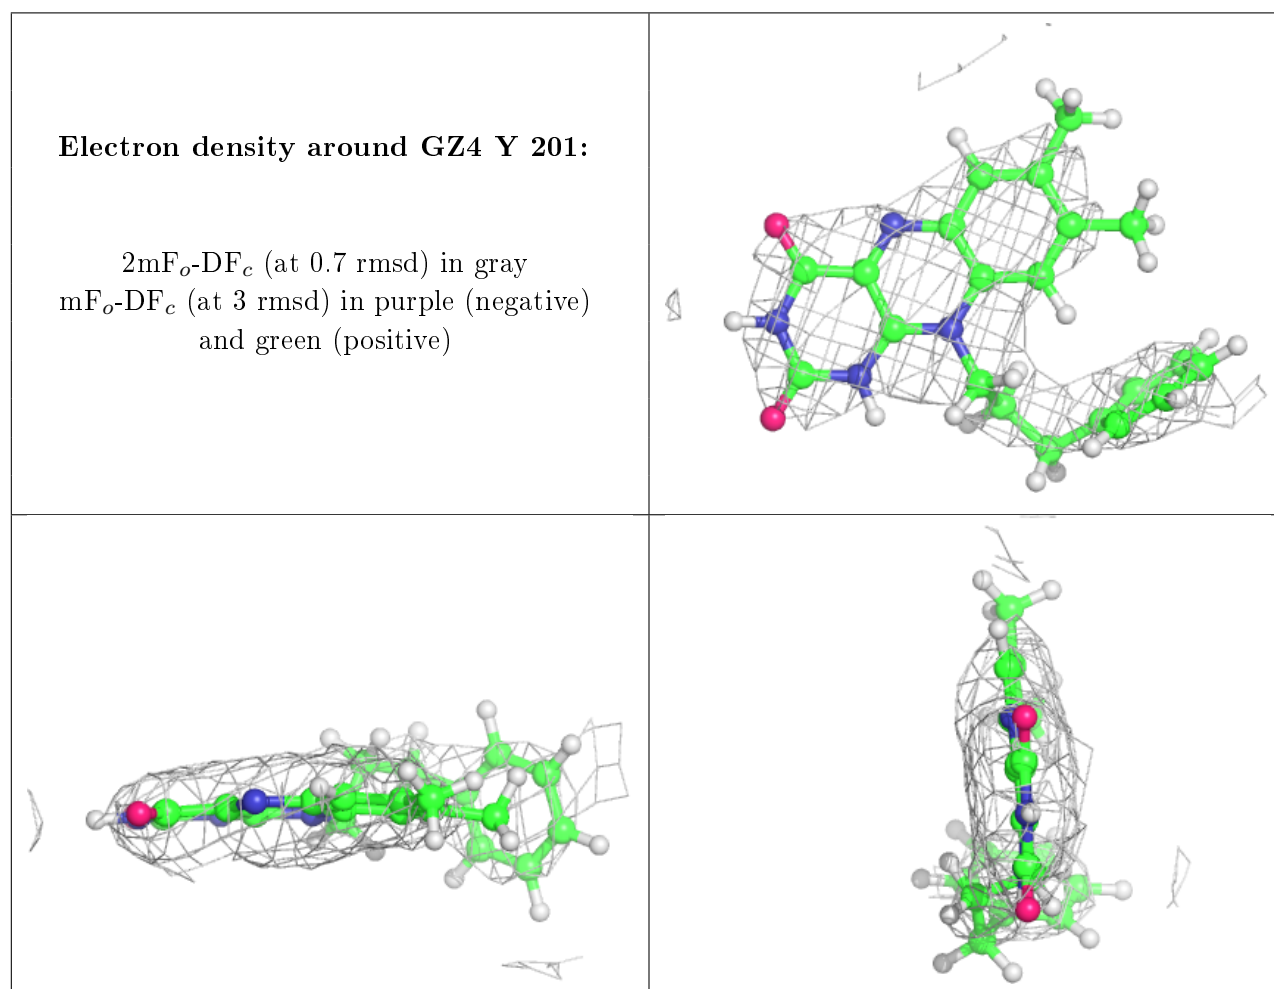 Electron density around GZ4 Y 201:
2mFo-DFc (at 0.7 rmsd) in gray
mFo-DFc (at 3 rmsd) in purple (negative)
and green (positive)